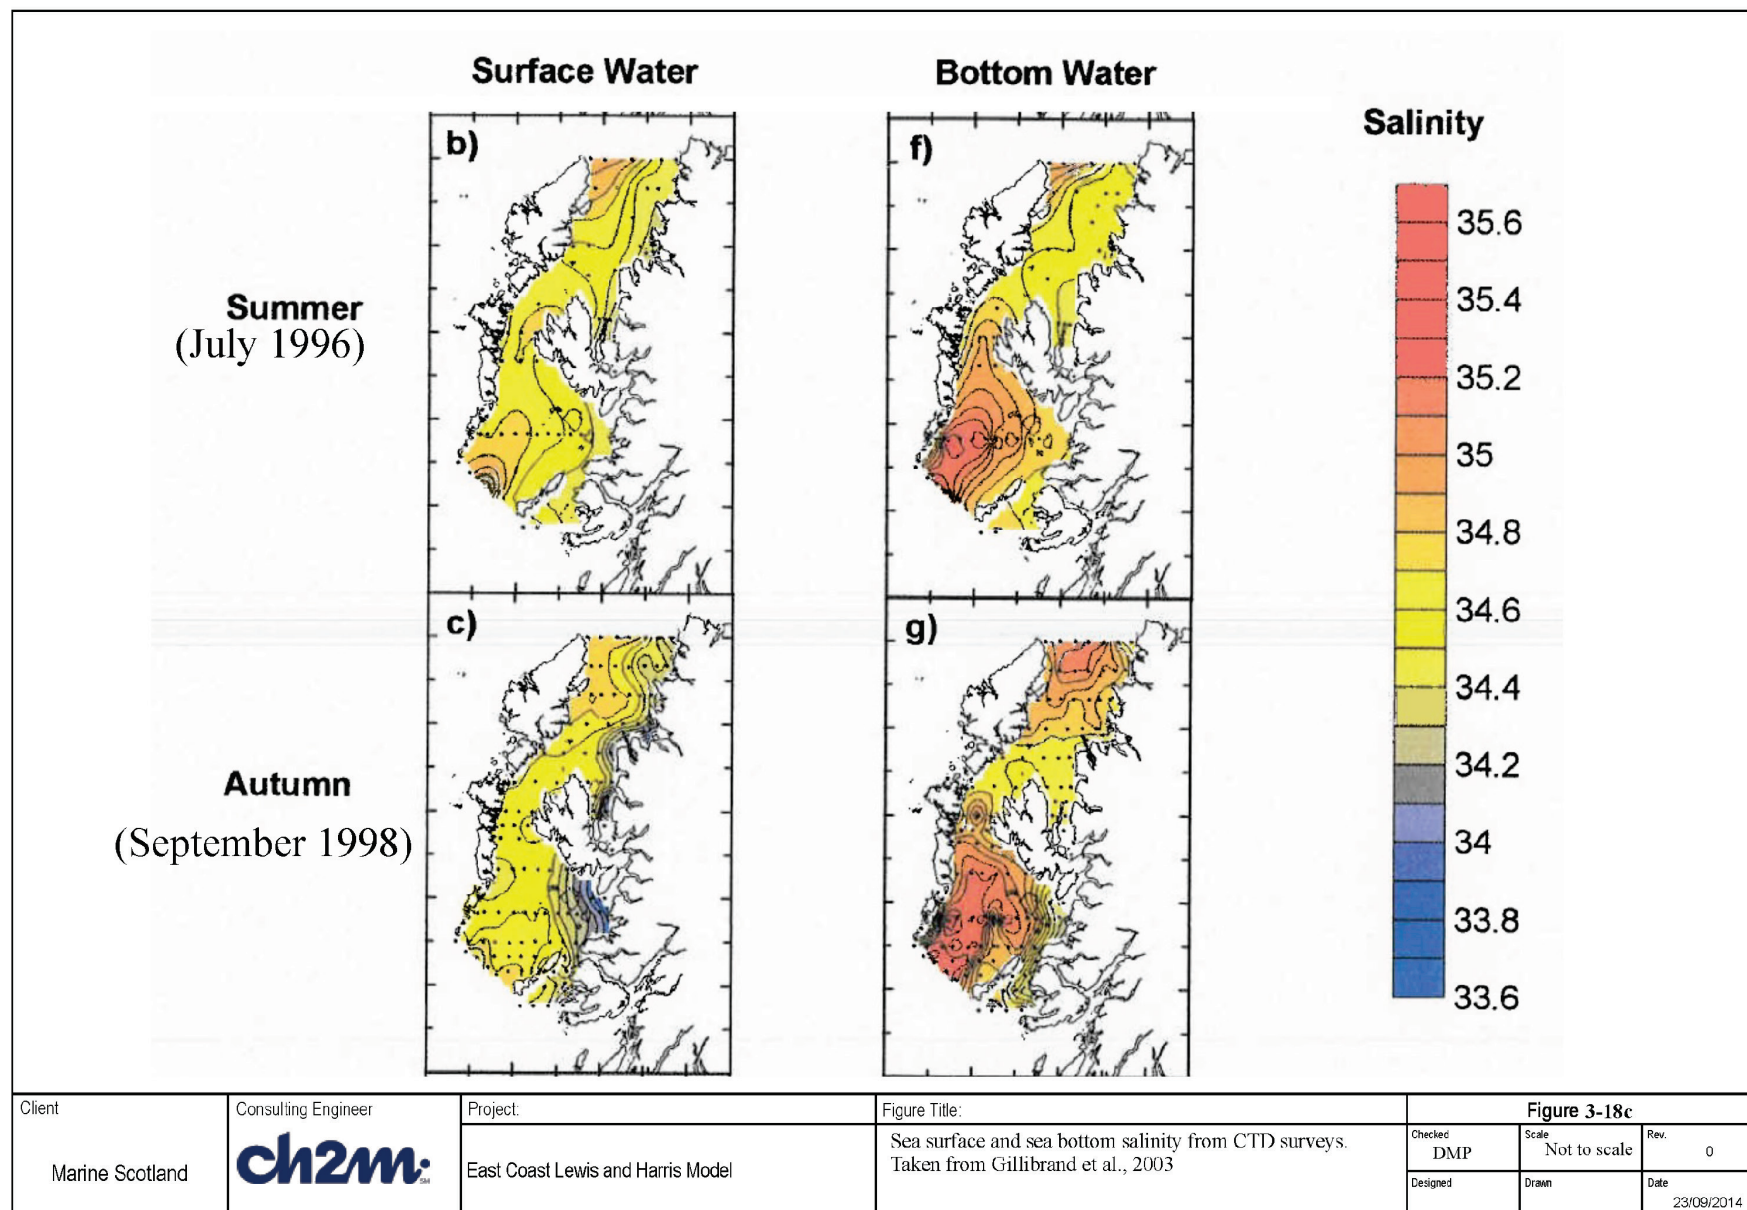 Surface Water
Bottom Water
b)
f)
Salinity
35.6
35.4
35.2
35
34.8
34.6
34.4
34.2
34
33.8
33.6
Summer
(July 1996)
c)
g)
Autumn
(September 1998)
Client
Marine Scotland
Consulting Engineer
ch2m:
SM
Project:
East Coast Lewis and Harris Model
Figure Title:
Sea surface and sea bottom salinity from CTD surveys.
Taken from Gillibrand et al., 2003
Figure 3-18c
Checked
DMP
Scale
Not to scale
Rev.
0
Designed
Drawn
Date
23/09/2014